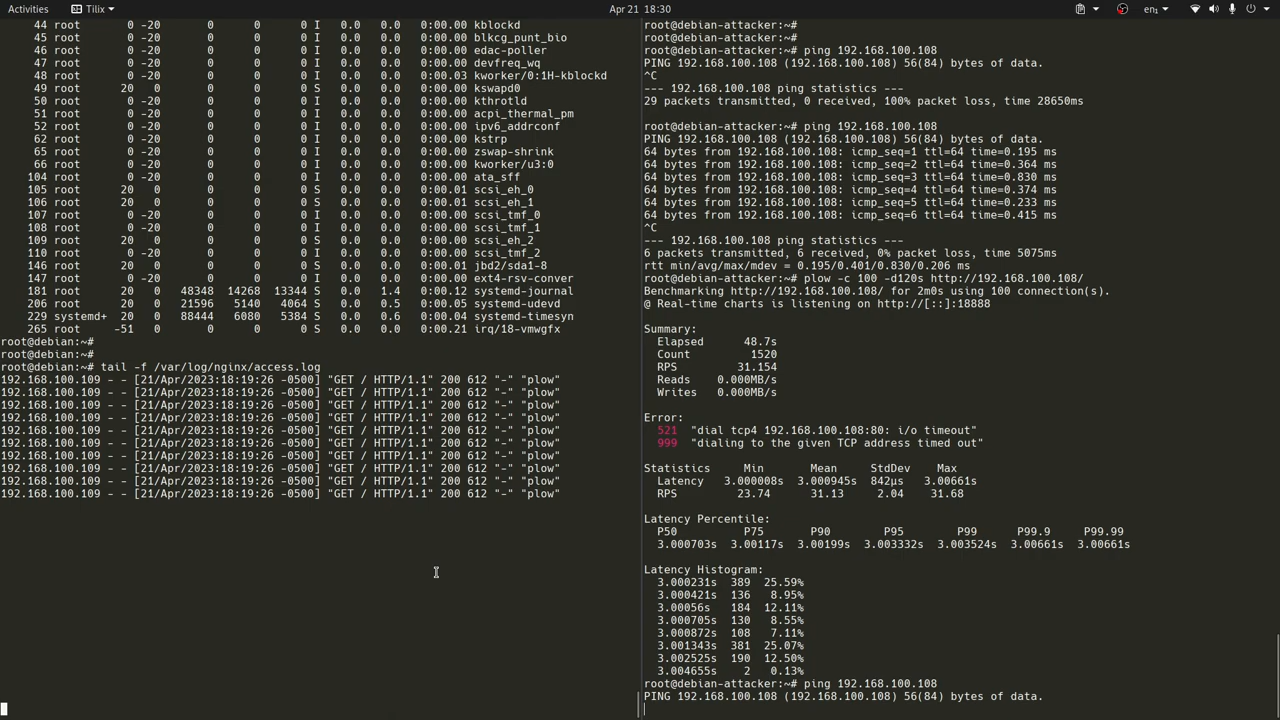 Activities Tilix Apr 21 18:30 en₁
44 root 0 -20 0 0 0 I 0.0 0.0 0:00.00 kblockd
45 root 0 -20 0 0 0 I 0.0 0.0 0:00.00 blkcg_punt_bio
46 root 0 -20 0 0 0 I 0.0 0.0 0:00.00 edac-poller
47 root 0 -20 0 0 0 I 0.0 0.0 0:00.00 devfreq_wq
48 root 0 -20 0 0 0 I 0.0 0.0 0:00.03 kworker/0:1H-kblockd
49 root 20 0 0 0 0 S 0.0 0.0 0:00.00 kswapd0
50 root 0 -20 0 0 0 I 0.0 0.0 0:00.00 kthrotld
51 root 0 -20 0 0 0 I 0.0 0.0 0:00.00 acpi_thermal_pm
52 root 0 -20 0 0 0 I 0.0 0.0 0:00.00 ipv6_addrconf
62 root 0 -20 0 0 0 I 0.0 0.0 0:00.00 kstrp
65 root 0 -20 0 0 0 I 0.0 0.0 0:00.00 zswap-shrink
66 root 0 -20 0 0 0 I 0.0 0.0 0:00.00 kworker/u3:0
104 root 0 -20 0 0 0 I 0.0 0.0 0:00.00 ata_sff
105 root 20 0 0 0 0 S 0.0 0.0 0:00.01 scsi_eh_0
106 root 20 0 0 0 0 S 0.0 0.0 0:00.01 scsi_eh_1
107 root 0 -20 0 0 0 I 0.0 0.0 0:00.00 scsi_tmf_0
108 root 0 -20 0 0 0 I 0.0 0.0 0:00.00 scsi_tmf_1
109 root 20 0 0 0 0 S 0.0 0.0 0:00.01 scsi_eh_2
110 root 0 -20 0 0 0 I 0.0 0.0 0:00.00 scsi_tmf_2
146 root 20 0 0 0 0 S 0.0 0.0 0:00.01 jbd2/sda1-8
147 root 0 -20 0 0 0 I 0.0 0.0 0:00.00 ext4-rsv-conver
181 root 20 0 48348 14268 13344 S 0.0 1.4 0:00.12 systemd-journal
206 root 20 0 21596 5140 4064 S 0.0 0.5 0:00.05 systemd-udevd
229 systemd+ 20 0 88444 6080 5384 S 0.0 0.6 0:00.04 systemd-timesyn
265 root -51 0 0 0 0 S 0.0 0.0 0:00.21 irq/18-vmwgfx
root@debian:~#
root@debian:~#
root@debian:~# tail -f /var/log/nginx/access.log
192.168.100.109 - - [21/Apr/2023:18:19:26 -0500] "GET / HTTP/1.1" 200 612 "-" "plow"
192.168.100.109 - - [21/Apr/2023:18:19:26 -0500] "GET / HTTP/1.1" 200 612 "-" "plow"
192.168.100.109 - - [21/Apr/2023:18:19:26 -0500] "GET / HTTP/1.1" 200 612 "-" "plow"
192.168.100.109 - - [21/Apr/2023:18:19:26 -0500] "GET / HTTP/1.1" 200 612 "-" "plow"
192.168.100.109 - - [21/Apr/2023:18:19:26 -0500] "GET / HTTP/1.1" 200 612 "-" "plow"
192.168.100.109 - - [21/Apr/2023:18:19:26 -0500] "GET / HTTP/1.1" 200 612 "-" "plow"
192.168.100.109 - - [21/Apr/2023:18:19:26 -0500] "GET / HTTP/1.1" 200 612 "-" "plow"
192.168.100.109 - - [21/Apr/2023:18:19:26 -0500] "GET / HTTP/1.1" 200 612 "-" "plow"
192.168.100.109 - - [21/Apr/2023:18:19:26 -0500] "GET / HTTP/1.1" 200 612 "-" "plow"
192.168.100.109 - - [21/Apr/2023:18:19:26 -0500] "GET / HTTP/1.1" 200 612 "-" "plow"
root@debian-attacker:~#
root@debian-attacker:~#
root@debian-attacker:~# ping 192.168.100.108
PING 192.168.100.108 (192.168.100.108) 56(84) bytes of data.
^C
--- 192.168.100.108 ping statistics ---
29 packets transmitted, 0 received, 100% packet loss, time 28650ms
root@debian-attacker:~# ping 192.168.100.108
PING 192.168.100.108 (192.168.100.108) 56(84) bytes of data.
64 bytes from 192.168.100.108: icmp_seq=1 ttl=64 time=0.195 ms
64 bytes from 192.168.100.108: icmp_seq=2 ttl=64 time=0.364 ms
64 bytes from 192.168.100.108: icmp_seq=3 ttl=64 time=0.830 ms
64 bytes from 192.168.100.108: icmp_seq=4 ttl=64 time=0.374 ms
64 bytes from 192.168.100.108: icmp_seq=5 ttl=64 time=0.233 ms
64 bytes from 192.168.100.108: icmp_seq=6 ttl=64 time=0.415 ms
^C
--- 192.168.100.108 ping statistics ---
6 packets transmitted, 6 received, 0% packet loss, time 5075ms
rtt min/avg/max/mdev = 0.195/0.401/0.830/0.206 ms
root@debian-attacker:~# plow -c 100 -d120s http://192.168.100.108/
Benchmarking http://192.168.100.108/ for 2m0s using 100 connection(s).
@ Real-time charts is listening on http://[::]:18888
Summary:
Elapsed 48.7s
Count 1520
RPS 31.154
Reads 0.000MB/s
Writes 0.000MB/s
Error:
521 "dial tcp4 192.168.100.108:80: i/o timeout"
999 "dialing to the given TCP address timed out"
Statistics Min Mean StdDev Max
Latency 3.000008s 3.000945s 842µs 3.00661s
RPS 23.74 31.13 2.04 31.68
Latency Percentile:
P50 P75 P90 P95 P99 P99.9 P99.99
3.000703s 3.00117s 3.00199s 3.003332s 3.003524s 3.00661s 3.00661s
Latency Histogram:
3.000231s 389 25.59%
3.000421s 136 8.95%
3.00056s 184 12.11%
3.000705s 130 8.55%
3.000872s 108 7.11%
3.001343s 381 25.07%
3.002525s 190 12.50%
3.004655s 2 0.13%
root@debian-attacker:~# ping 192.168.100.108
PING 192.168.100.108 (192.168.100.108) 56(84) bytes of data.